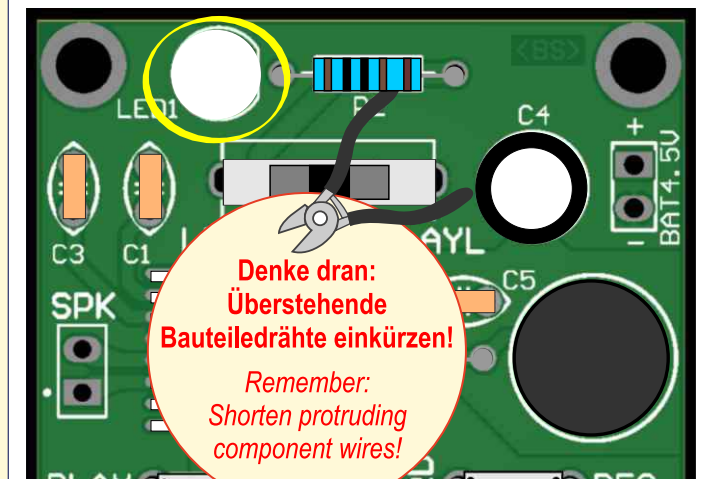 <BS>
LED1
C4
+
BAT4.5V
-
C3
C1
AYL
C5
SPK
Denke dran:
Überstehende
Bauteiledrähte einkürzen!
Remember:
Shorten protruding
component wires!